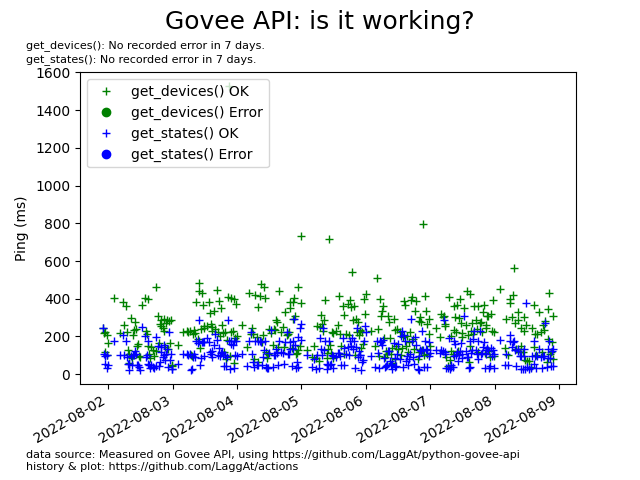 Govee API: is it working?
get_devices(): No recorded error in 7 days.
get_states(): No recorded error in 7 days.
1600
1400
1200
1000
800
600
400
200
0
Ping (ms)
get_devices() OK
get_devices() Error
get_states() OK
get_states() Error
2022-08-02
2022-08-03
2022-08-04
2022-08-05
2022-08-06
2022-08-07
2022-08-08
2022-08-09
data source: Measured on Govee API, using https://github.com/LaggAt/python-govee-api
history & plot: https://github.com/LaggAt/actions